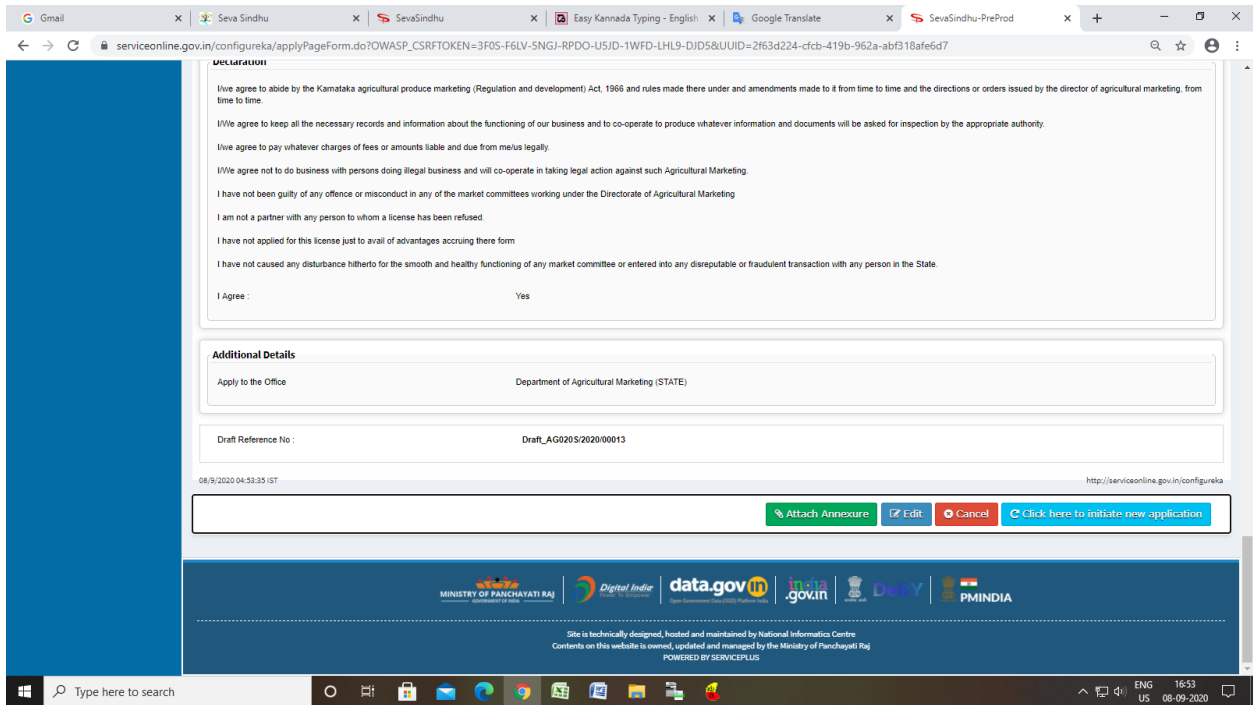 Gmail
Seva Sindhu
SevaSindhu
Easy Kannada Typing - English
Google Translate
SevaSindhu-PreProd
serviceonline.gov.in/configureka/applyPageForm.do?OWASP_CSRFTOKEN=3F0S-F6LV-5NGJ-RPDO-U5JD-1WFD-LHL9-DJD5&UUID=2f63d224-cfcb-419b-962a-abf318afe6d7
Declaration
I/we agree to abide by the Karnataka agricultural produce marketing (Regulation and development) Act, 1966 and rules made there under and amendments made to it from time to time and the directions or orders issued by the director of agricultural marketing, from
time to time.
I/We agree to keep all the necessary records and information about the functioning of our business and to co-operate to produce whatever information and documents will be asked for inspection by the appropriate authority.
I/we agree to pay whatever charges of fees or amounts liable and due from me/us legally.
I/We agree not to do business with persons doing illegal business and will co-operate in taking legal action against such Agricultural Marketing.
I have not been guilty of any offence or misconduct in any of the market committees working under the Directorate of Agricultural Marketing
I am not a partner with any person to whom a license has been refused.
I have not applied for this license just to avail of advantages accruing there form
I have not caused any disturbance hitherto for the smooth and healthy functioning of any market committee or entered into any disreputable or fraudulent transaction with any person in the State.
I Agree : Yes
Additional Details
Apply to the Office Department of Agricultural Marketing (STATE)
Draft Reference No : Draft_AG020S/2020/00013
08/9/2020 04:53:35 IST http://serviceonline.gov.in/configureka
Attach Annexure Edit Cancel Click here to initiate new application
MINISTRY OF PANCHAYATI RAJ
GOVERNMENT OF INDIA
Digital India
Power To Empower
data.gov in
Open Government Data (OGD) Platform India
india
.gov.in
DeitY
PMINDIA
Site is technically designed, hosted and maintained by National Informatics Centre
Contents on this website is owned, updated and managed by the Ministry of Panchayati Raj
POWERED BY SERVICEPLUS
Type here to search
ENG
US
16:53
08-09-2020